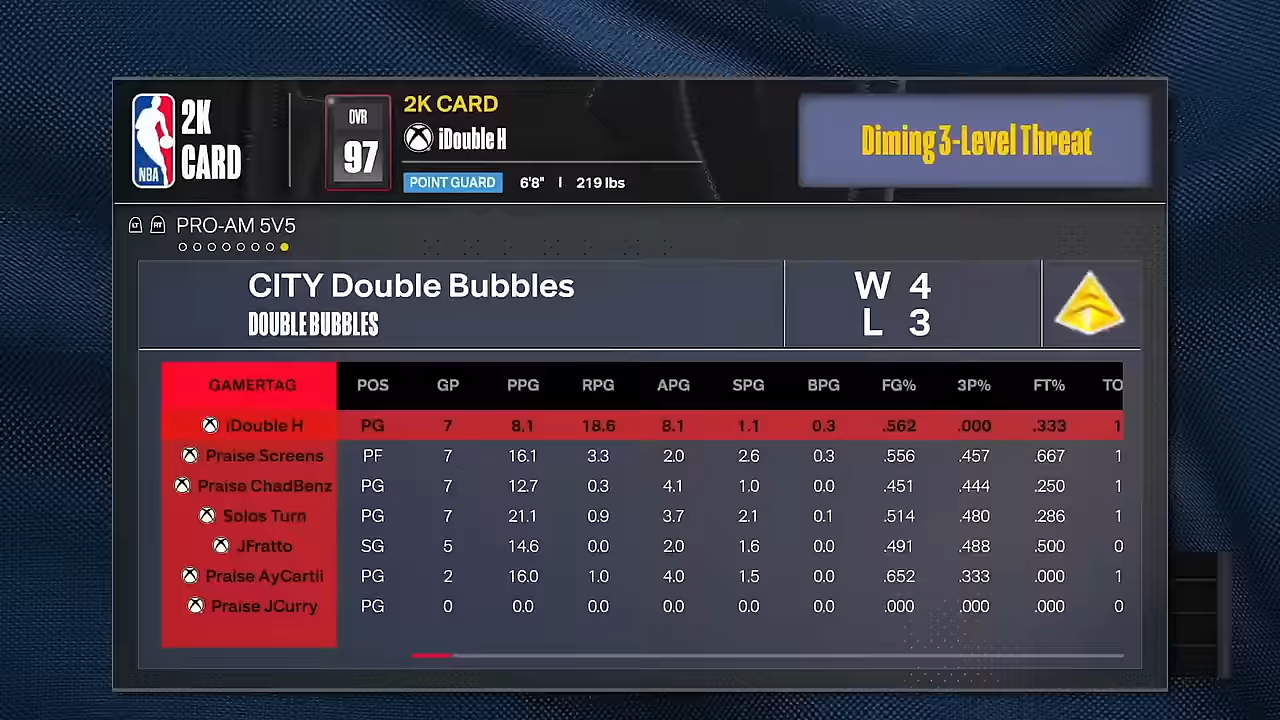 NBA
2K
CARD
OVR
97
2K CARD
iDouble H
POINT GUARD 6'8" | 219 lbs
Diming 3-Level Threat
LT RT PRO-AM 5V5
CITY Double Bubbles
DOUBLE BUBBLES
W 4
L 3
GAMERTAG POS GP PPG RPG APG SPG BPG FG% 3P% FT% TO
iDouble H PG 7 8.1 18.6 8.1 1.1 0.3 .562 .000 .333 1
Praise Screens PF 7 16.1 3.3 2.0 2.6 0.3 .556 .457 .667 1
Praise ChadBenz PG 7 12.7 0.3 4.1 1.0 0.0 .451 .444 .250 1
Solos Turn PG 7 21.1 0.9 3.7 2.1 0.1 .514 .480 .286 1
JFratto SG 5 14.6 0.0 2.0 1.6 0.0 .491 .488 .500 0
Praise AyCartii PG 2 16.0 1.0 4.0 1.5 0.0 .652 .333 .000 1
Praise JCurry PG 0 0.0 0.0 0.0 0.0 0.0 .000 .000 .000 0